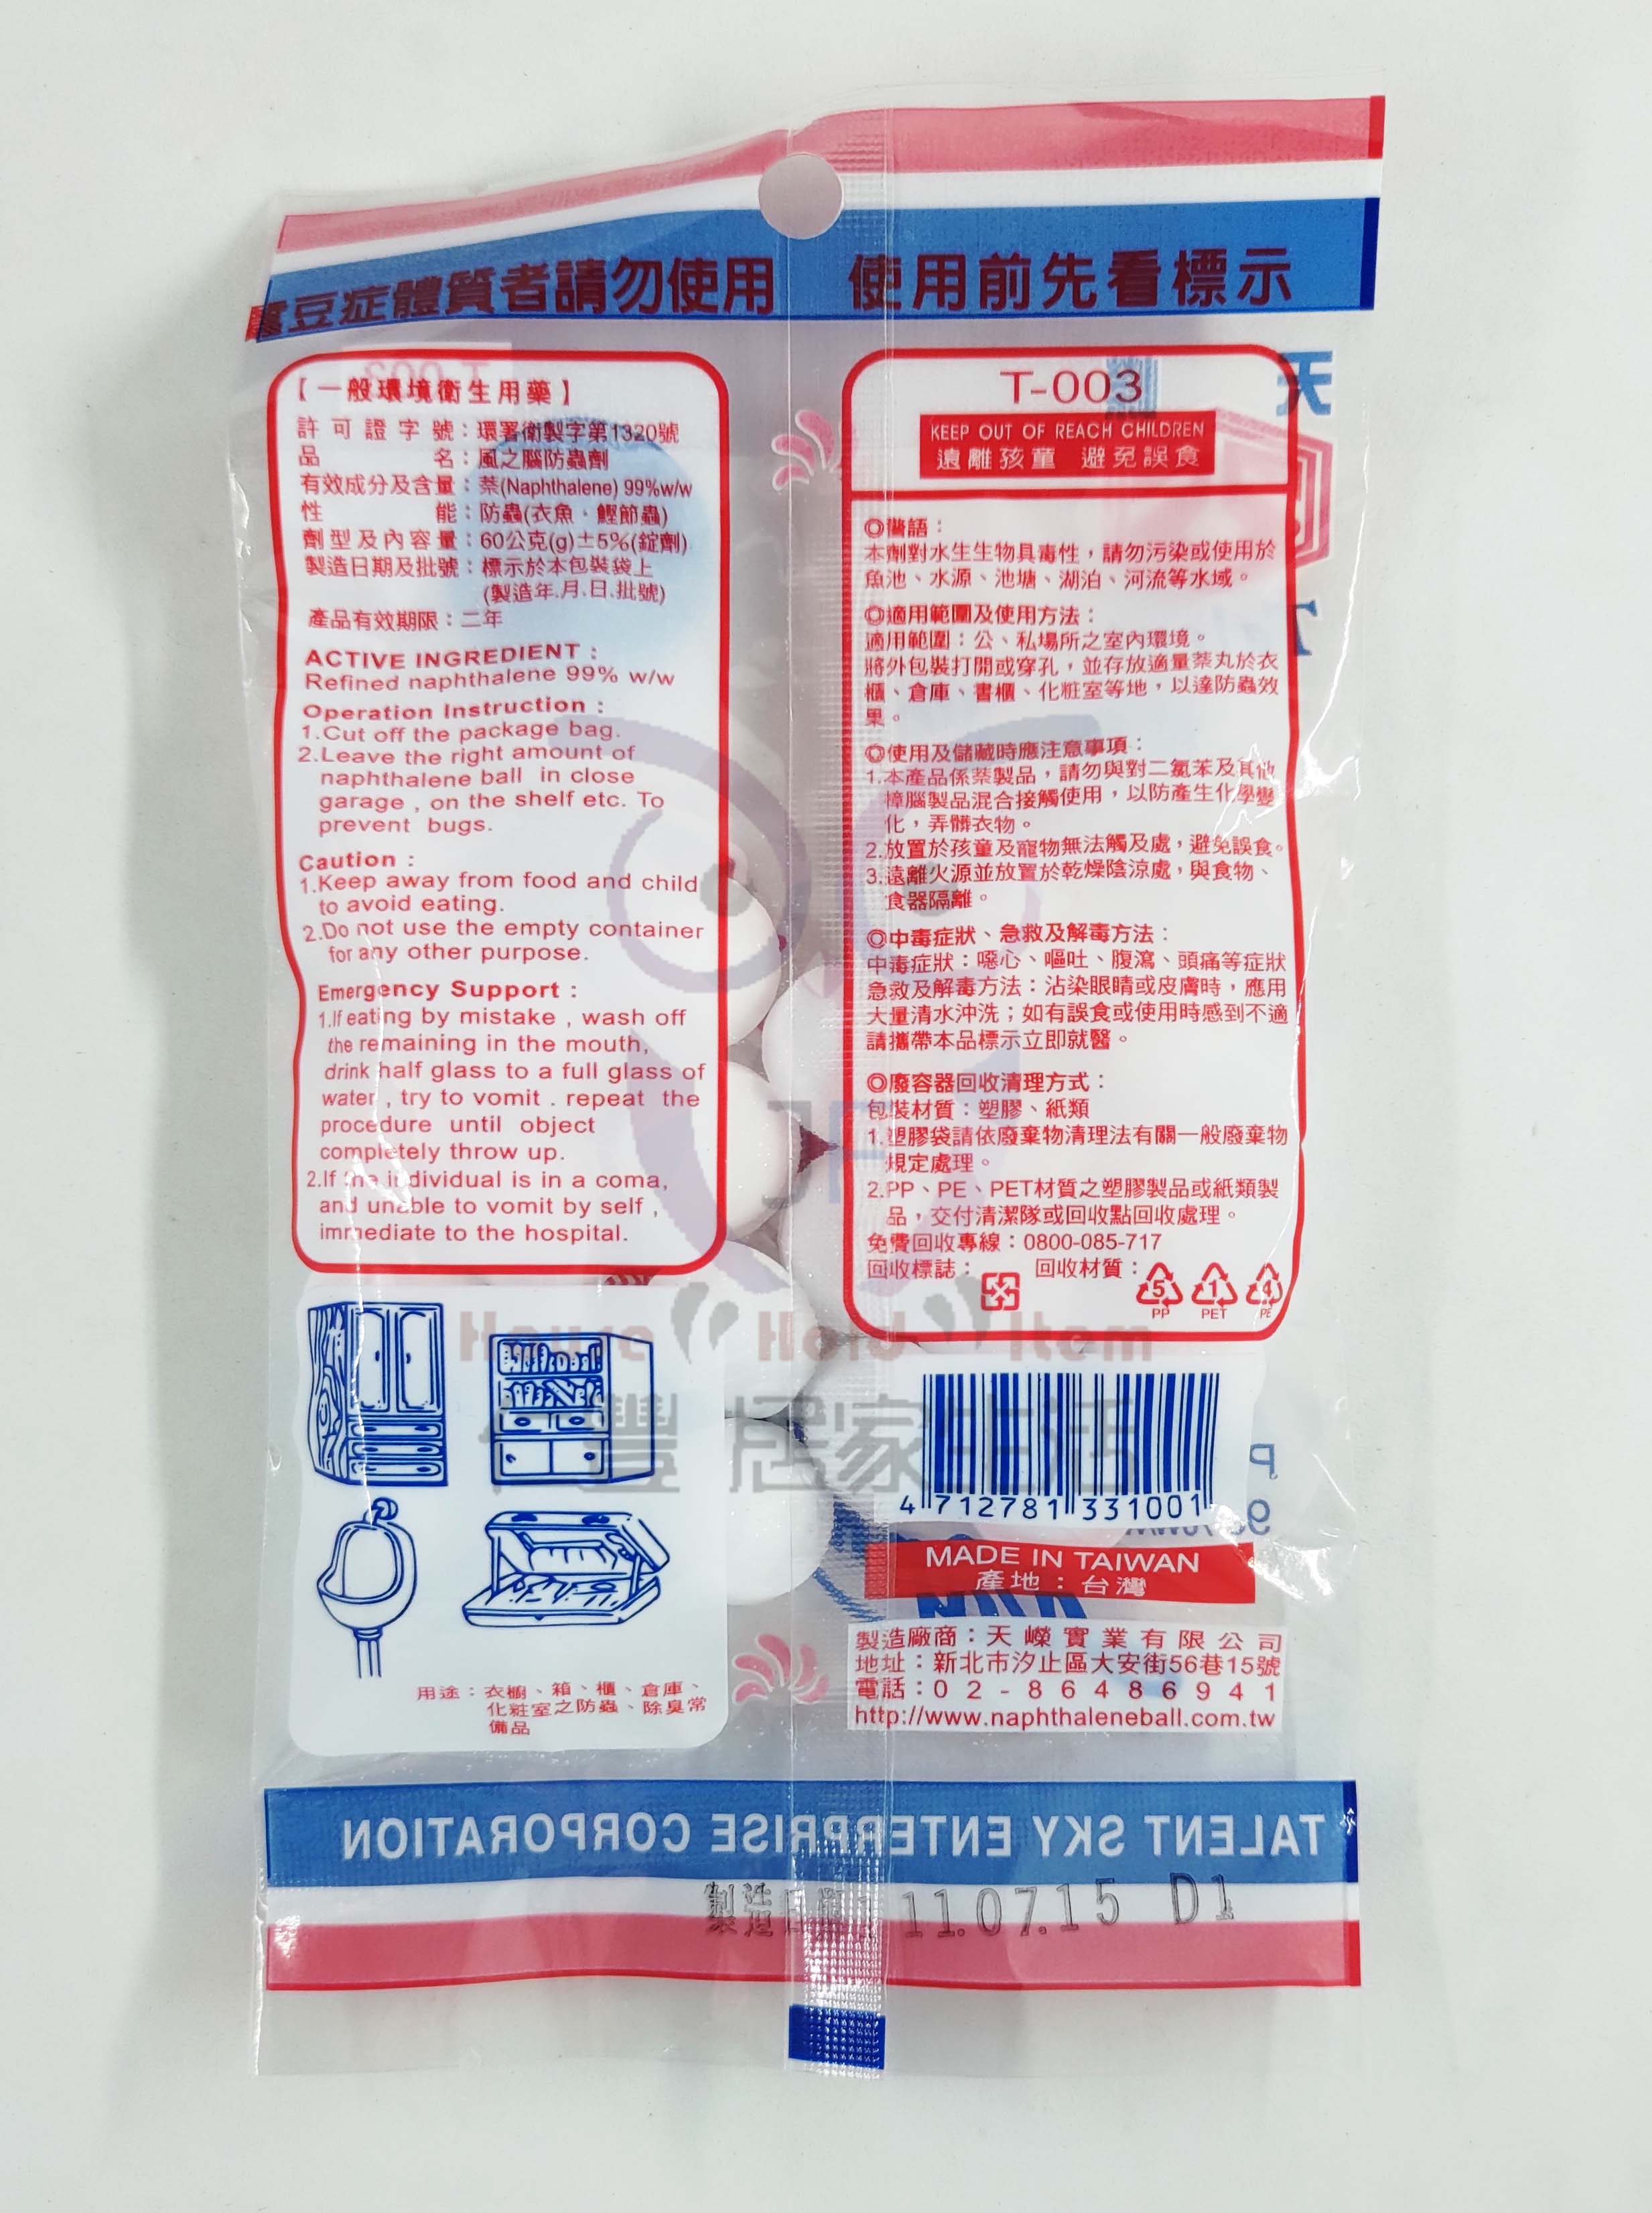 蠶豆症體質者請勿使用 使用前先看標示
【一般環境衛生用藥】
許可證字號：環署衛製字第1320號
品名：風之腦防蟲劑
有效成分及含量：萘(Naphthalene) 99%w/w
性能：防蟲(衣魚、鰹節蟲)
劑型及內容量：60公克(g)±5%(錠劑)
製造日期及批號：標示於本包裝袋上
(製造年.月.日.批號)
產品有效期限：二年
ACTIVE INGREDIENT：
Refined naphthalene 99% w/w
Operation Instruction：
1.Cut off the package bag.
2.Leave the right amount of
naphthalene ball in close
garage , on the shelf etc. To
prevent bugs.
Caution：
1.Keep away from food and child
to avoid eating.
2.Do not use the empty container
for any other purpose.
Emergency Support：
1.If eating by mistake , wash off
the remaining in the mouth,
drink half glass to a full glass of
water , try to vomit . repeat the
procedure until object
completely throw up.
2.If the individual is in a coma,
and unable to vomit by self ,
immediate to the hospital.
用途：衣櫥、箱、櫃、倉庫、
化粧室之防蟲、除臭常
備品
T-003
KEEP OUT OF REACH CHILDREN
遠離孩童 避免誤食
◎警語：
本劑對水生生物具毒性，請勿污染或使用於
魚池、水源、池塘、湖泊、河流等水域。
◎適用範圍及使用方法：
適用範圍：公、私場所之室內環境。
將外包裝打開或穿孔，並存放適量萘丸於衣
櫃、倉庫、書櫃、化粧室等地，以達防蟲效
果。
◎使用及儲藏時應注意事項：
1.本產品係萘製品，請勿與對二氯苯及其他
樟腦製品混合接觸使用，以防產生化學變
化，弄髒衣物。
2.放置於孩童及寵物無法觸及處，避免誤食。
3.遠離火源並放置於乾燥陰涼處，與食物、
食器隔離。
◎中毒症狀、急救及解毒方法：
中毒症狀：噁心、嘔吐、腹瀉、頭痛等症狀
急救及解毒方法：沾染眼睛或皮膚時，應用
大量清水沖洗；如有誤食或使用時感到不適
請攜帶本品標示立即就醫。
◎廢容器回收清理方式：
包裝材質：塑膠、紙類
1.塑膠袋請依廢棄物清理法有關一般廢棄物
規定處理。
2.PP、PE、PET材質之塑膠製品或紙類製
品，交付清潔隊或回收點回收處理。
免費回收專線：0800-085-717
回收標誌： 回收材質：
5 1 4
PP PET PE
JF
House Hold Item
豐 居家生活
4 712781 331001
MADE IN TAIWAN
產地：台灣
製造廠商：天嶸實業有限公司
地址：新北市汐止區大安街56巷15號
電話：02-86486941
http://www.naphthaleneball.com.tw
TALENT SKY ENTERPRISE CORPORATION
製造日期 11.07.15 D1